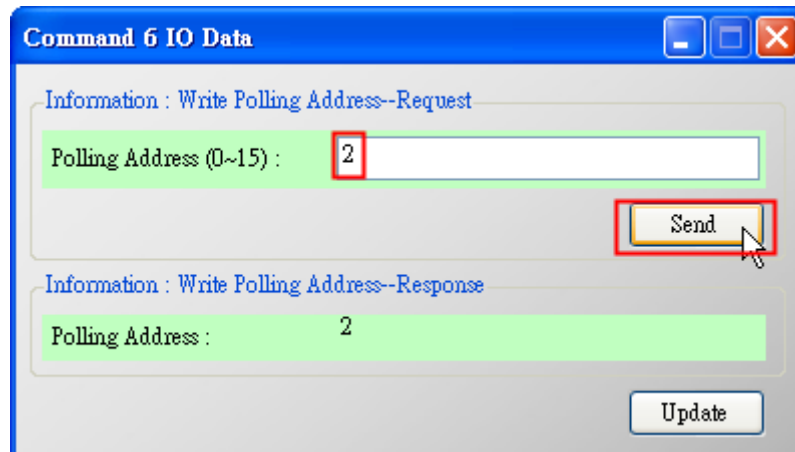 Command 6 IO Data
Information : Write Polling Address--Request
Polling Address (0~15) : 2
Send
Information : Write Polling Address--Response
Polling Address : 2
Update